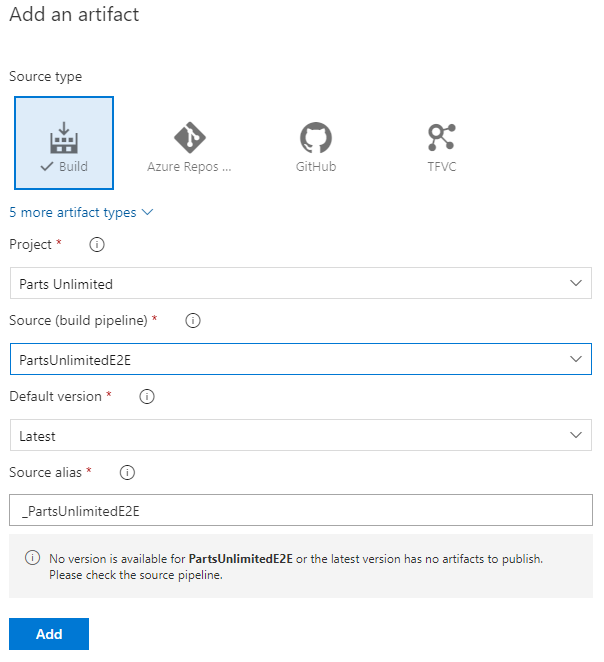 Add an artifact
Source type
Build
Azure Repos ...
GitHub
TFVC
5 more artifact types
Project *
Parts Unlimited
Source (build pipeline) *
PartsUnlimitedE2E
Default version *
Latest
Source alias *
_PartsUnlimitedE2E
No version is available for PartsUnlimitedE2E or the latest version has no artifacts to publish.
Please check the source pipeline.
Add